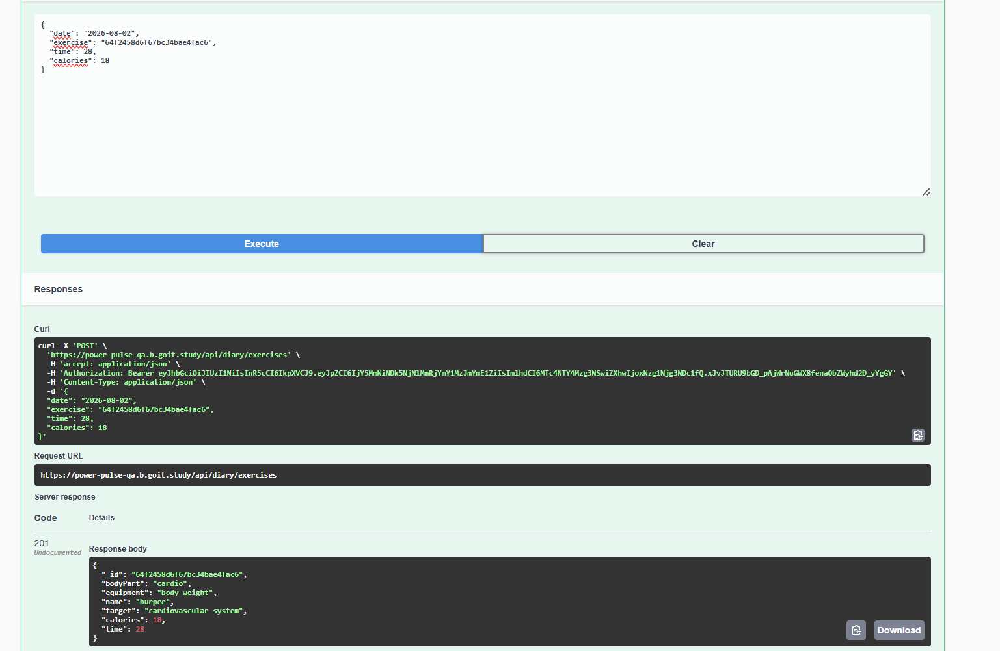 {
"date": "2026-08-02",
"exercise": "64f2458d6f67bc34bae4fac6",
"time": 28,
"calories": 18
}
Execute
Clear
Responses
Curl
curl -X 'POST' \
'https://power-pulse-qa.b.goit.study/api/diary/exercises' \
-H 'accept: application/json' \
-H 'Authorization: Bearer \
-H 'Content-Type: application/json' \
-d '{
"date": "2026-08-02",
"exercise": "64f2458d6f67bc34bae4fac6",
"time": 28,
"calories": 18
}'
Request URL
https://power-pulse-qa.b.goit.study/api/diary/exercises
Server response
Code
Details
201
Undocumented
Response body
{
"_id": "64f2458d6f67bc34bae4fac6",
"bodyPart": "cardio",
"equipment": "body weight",
"name": "burpee",
"target": "cardiovascular system",
"calories": 18,
"time": 28
}
Download